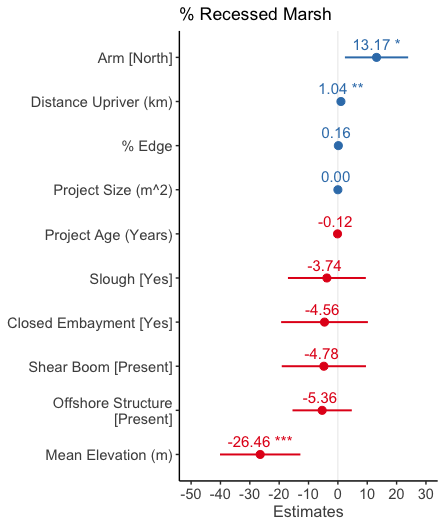 % Recessed Marsh
Arm [North]
13.17 *
Distance Upriver (km)
1.04 **
% Edge
0.16
Project Size (m^2)
0.00
Project Age (Years)
-0.12
Slough [Yes]
-3.74
Closed Embayment [Yes]
-4.56
Shear Boom [Present]
-4.78
Offshore Structure
[Present]
-5.36
Mean Elevation (m)
-26.46 ***
-50 -40 -30 -20 -10 0 10 20 30
Estimates